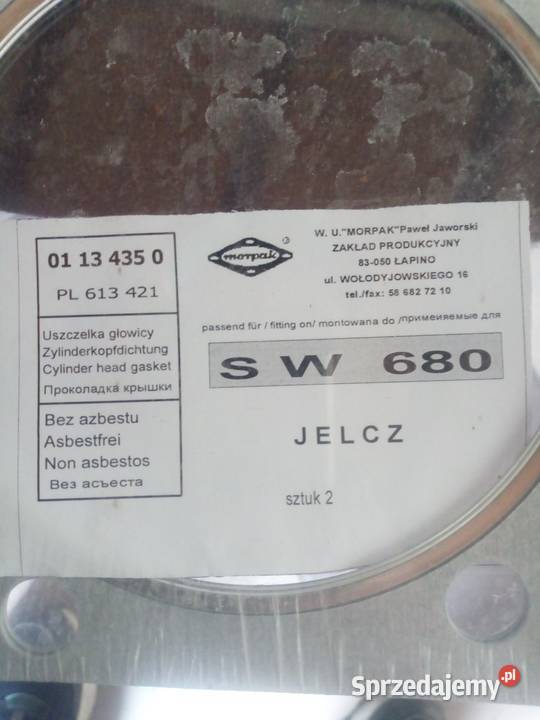 01 13 435 0
PL 613 421
Uszczelka głowicy
Zylinderkopfdichtung
Cylinder head gasket
Прокладка крышки
Bez azbestu
Asbestfrei
Non asbestos
Без асъеста
morpak ®
W. U."MORPAK"Paweł Jaworski
ZAKŁAD PRODUKCYJNY
83-050 ŁAPINO
ul. WOŁODYJOWSKIEGO 16
tel./fax: 58 682 72 10
passend für / fitting on/ montowana do /применяемые для
S W 680
JELCZ
sztuk 2
Sprzedajemy.pl